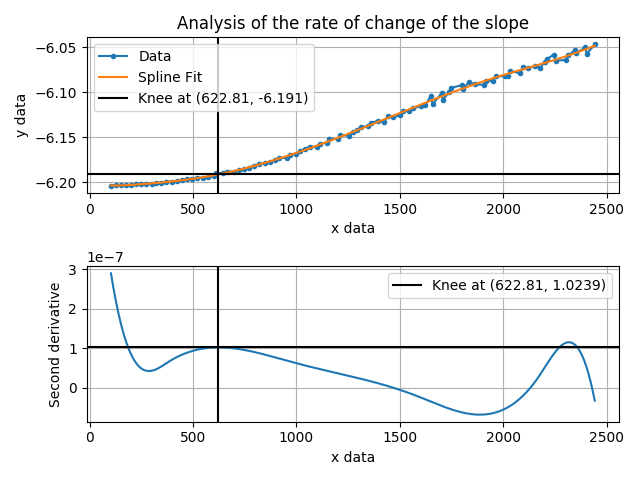 Analysis of the rate of change of the slope
−6.05
−6.10
−6.15
−6.20
y data
Data
Spline Fit
Knee at (622.81, -6.191)
0 500 1000 1500 2000 2500
x data
1e−7
3
2
1
0
Second derivative
Knee at (622.81, 1.0239)
0 500 1000 1500 2000 2500
x data